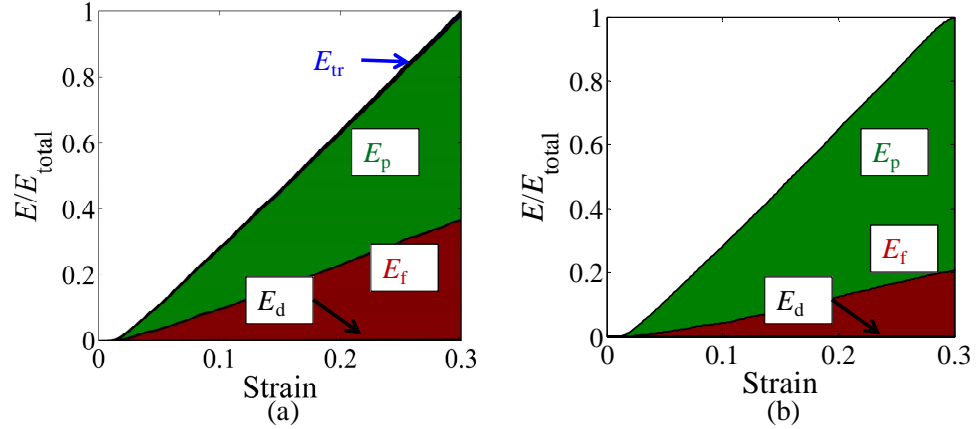 1
0.8
0.6
0.4
0.2
0
E/E_total
E_tr
E_p
E_f
E_d
0 0.1 0.2 0.3
Strain
(a)
1
0.8
0.6
0.4
0.2
0
E/E_total
E_p
E_f
E_d
0 0.1 0.2 0.3
Strain
(b)